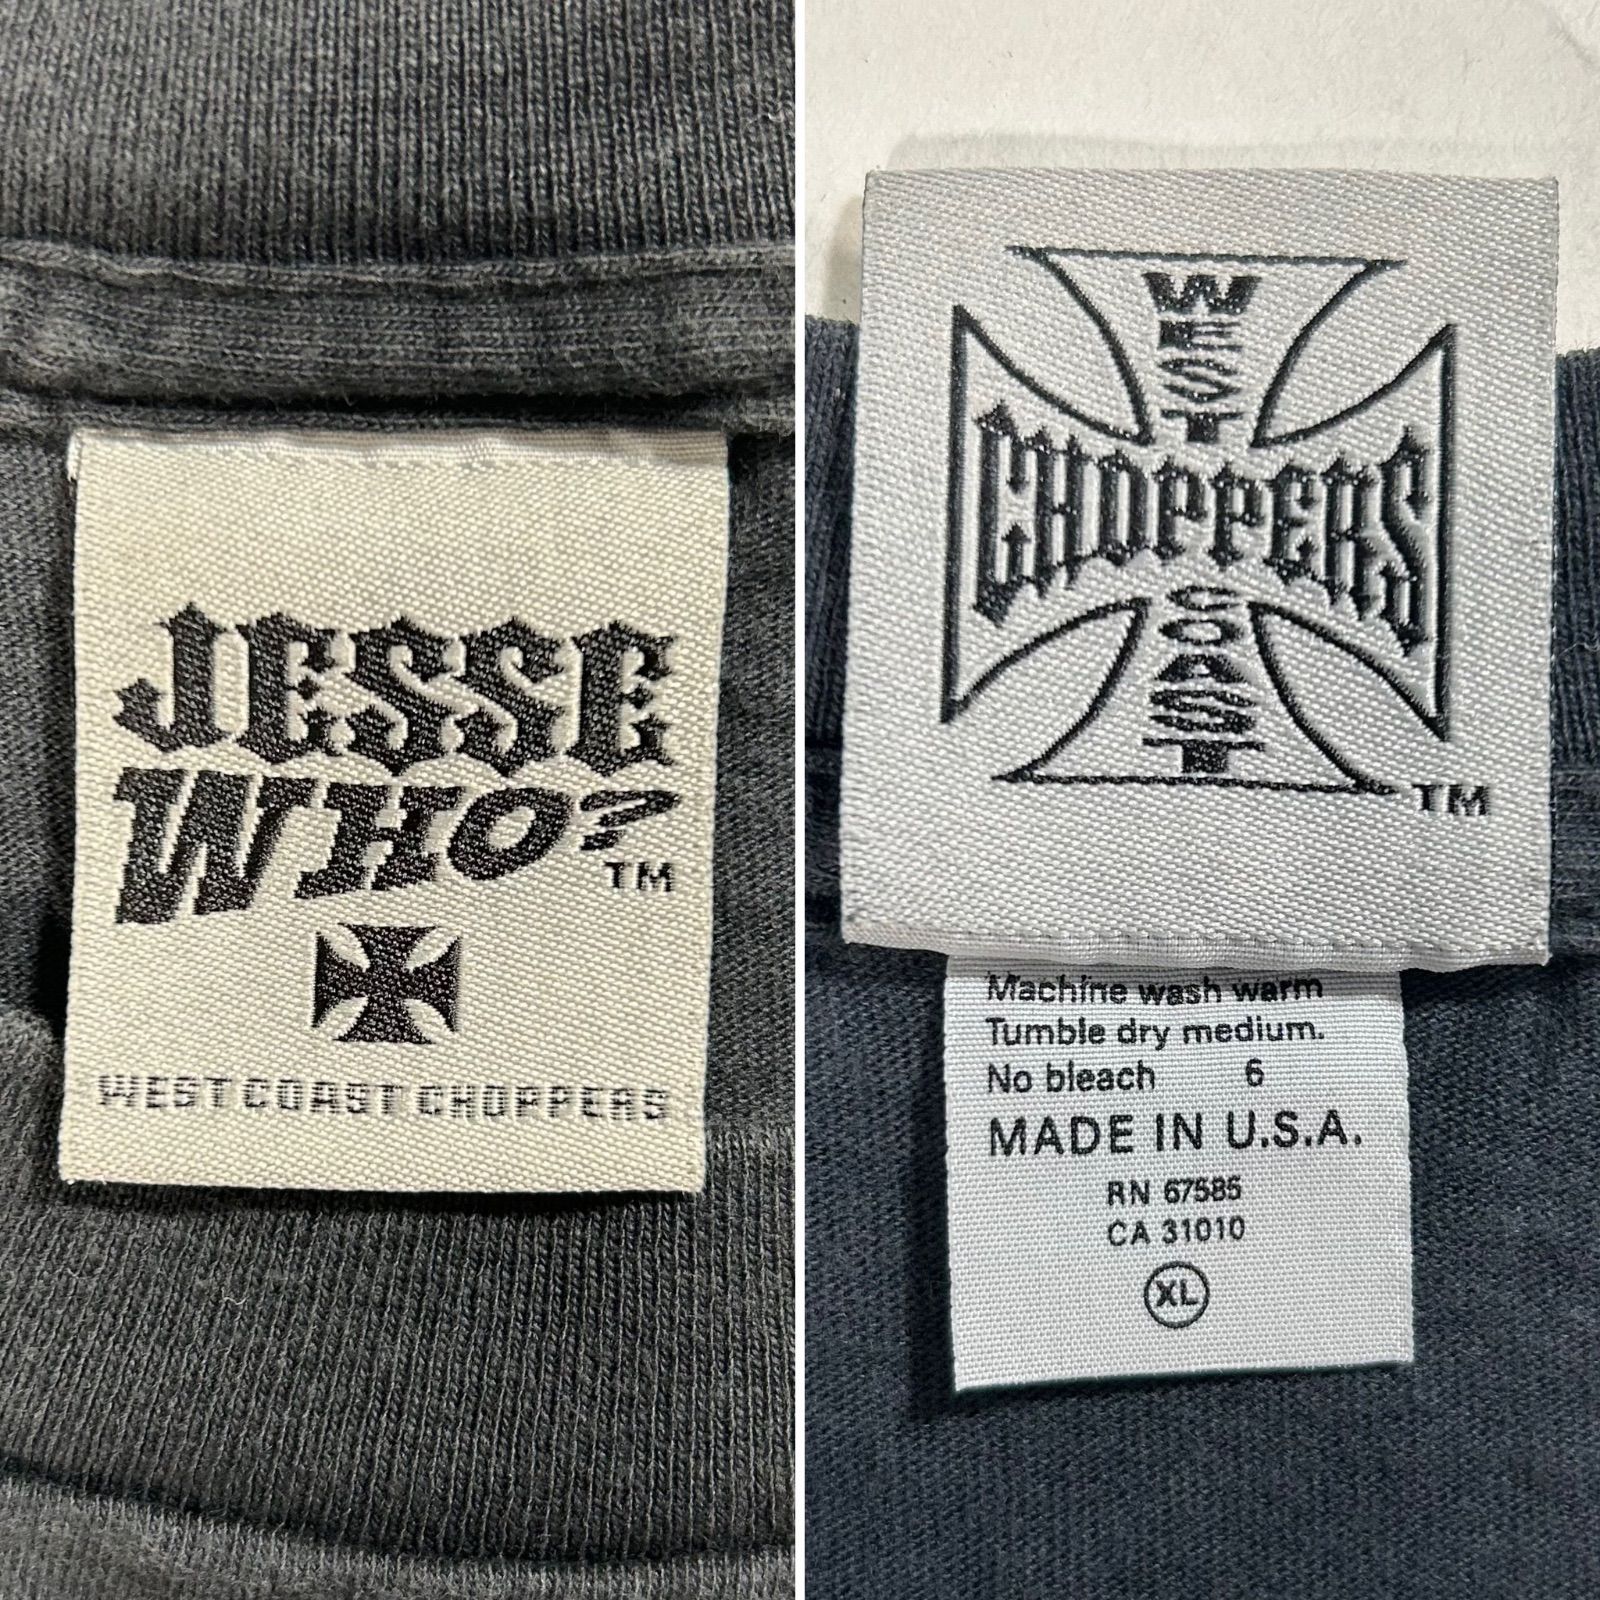 JESSE
WHO?
TM
WEST COAST CHOPPERS
WEST
CHOPPERS
COAST
TM
Machine wash warm
Tumble dry medium.
No bleach 6
MADE IN U.S.A.
RN 67585
CA 31010
XL